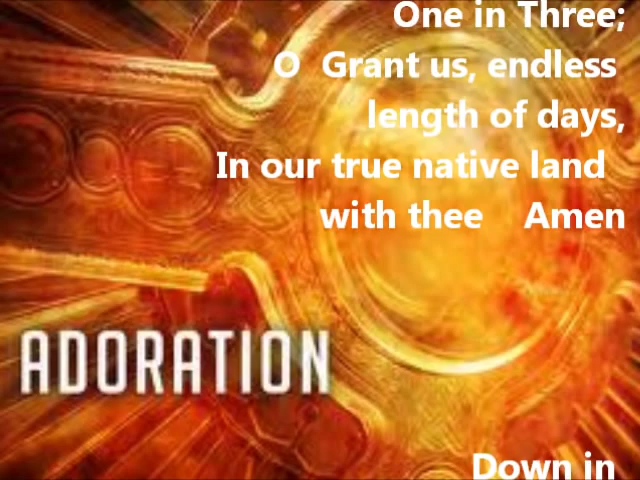 One in Three;
O Grant us, endless
length of days,
In our true native land
with thee Amen
ADORATION
Down in